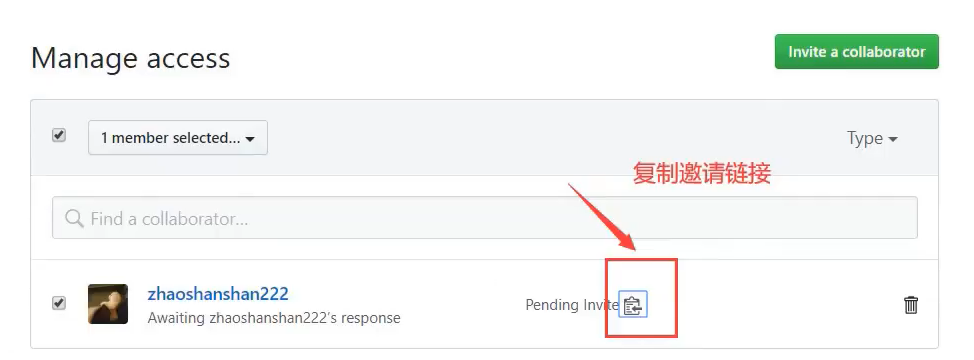 Manage access
Invite a collaborator
1 member selected...
Type
复制邀请链接
Find a collaborator...
zhaoshanshan222
Awaiting zhaoshanshan222's response
Pending Invite